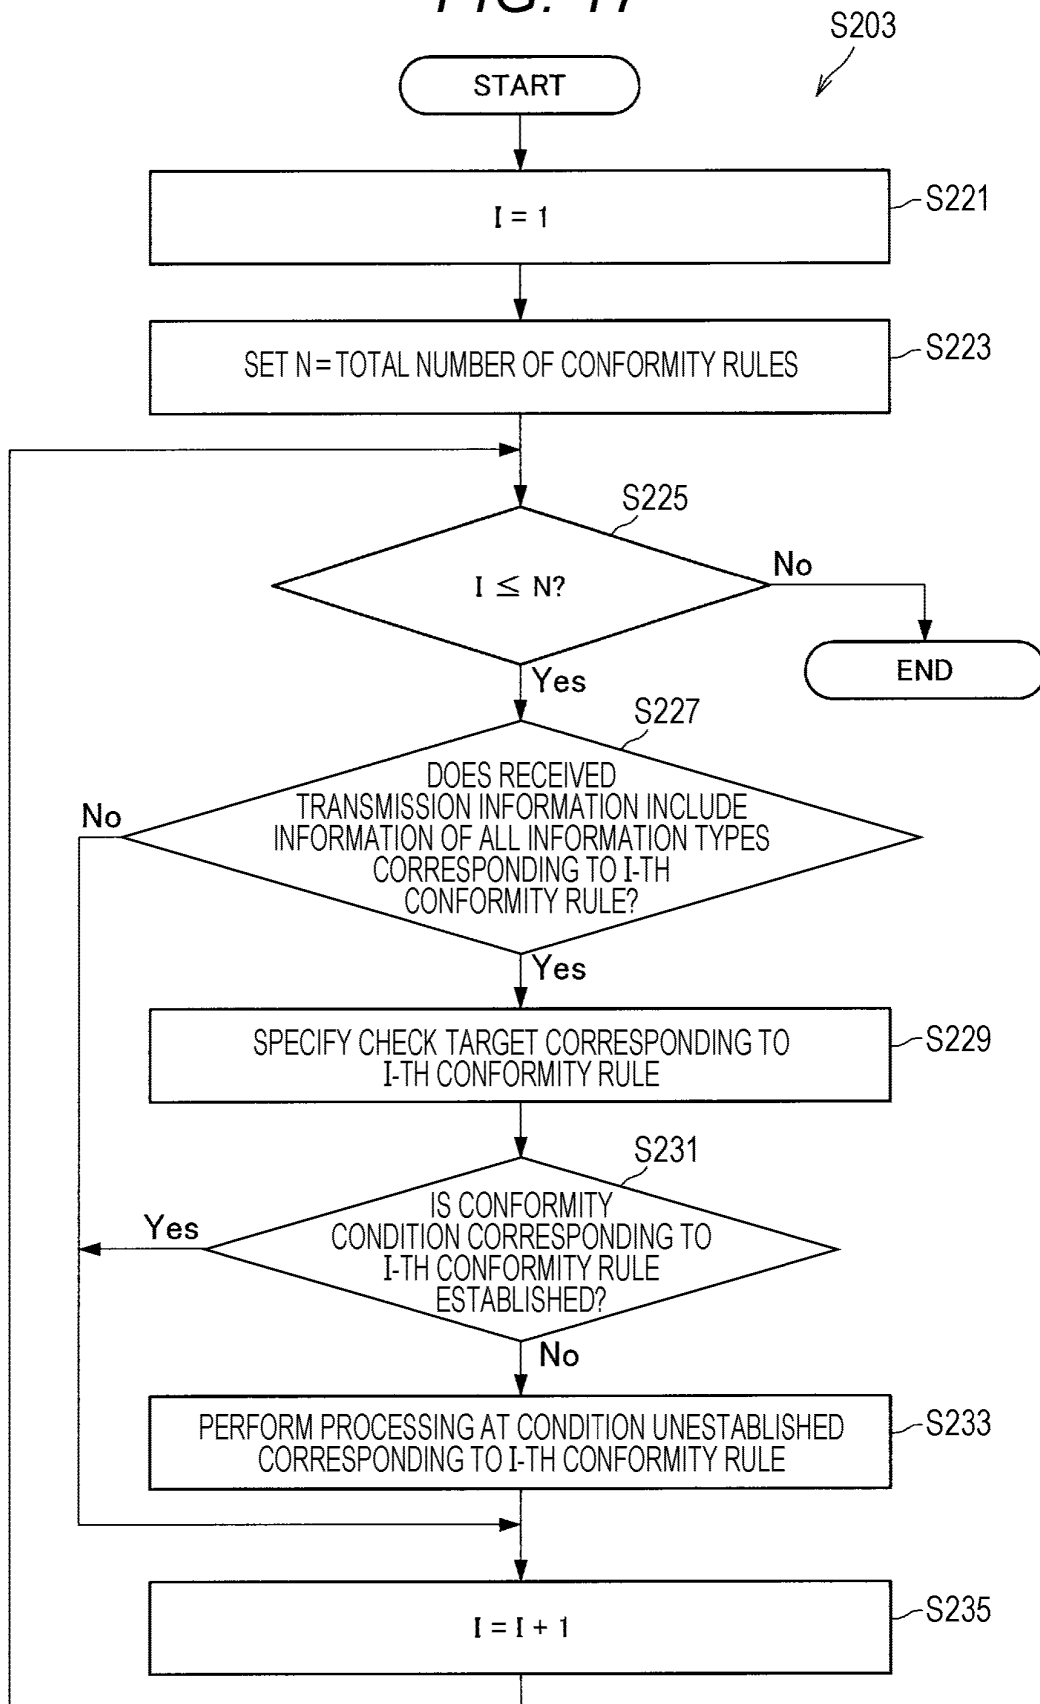 FIG. 17
S203
START
I = 1
S221
SET N = TOTAL NUMBER OF CONFORMITY RULES
S223
S225
I ≤ N?
No
END
Yes
S227
DOES RECEIVED
TRANSMISSION INFORMATION INCLUDE
INFORMATION OF ALL INFORMATION TYPES
CORRESPONDING TO I-TH
CONFORMITY RULE?
No
Yes
SPECIFY CHECK TARGET CORRESPONDING TO
I-TH CONFORMITY RULE
S229
S231
IS CONFORMITY
CONDITION CORRESPONDING TO
I-TH CONFORMITY RULE
ESTABLISHED?
Yes
No
PERFORM PROCESSING AT CONDITION UNESTABLISHED
CORRESPONDING TO I-TH CONFORMITY RULE
S233
I = I + 1
S235